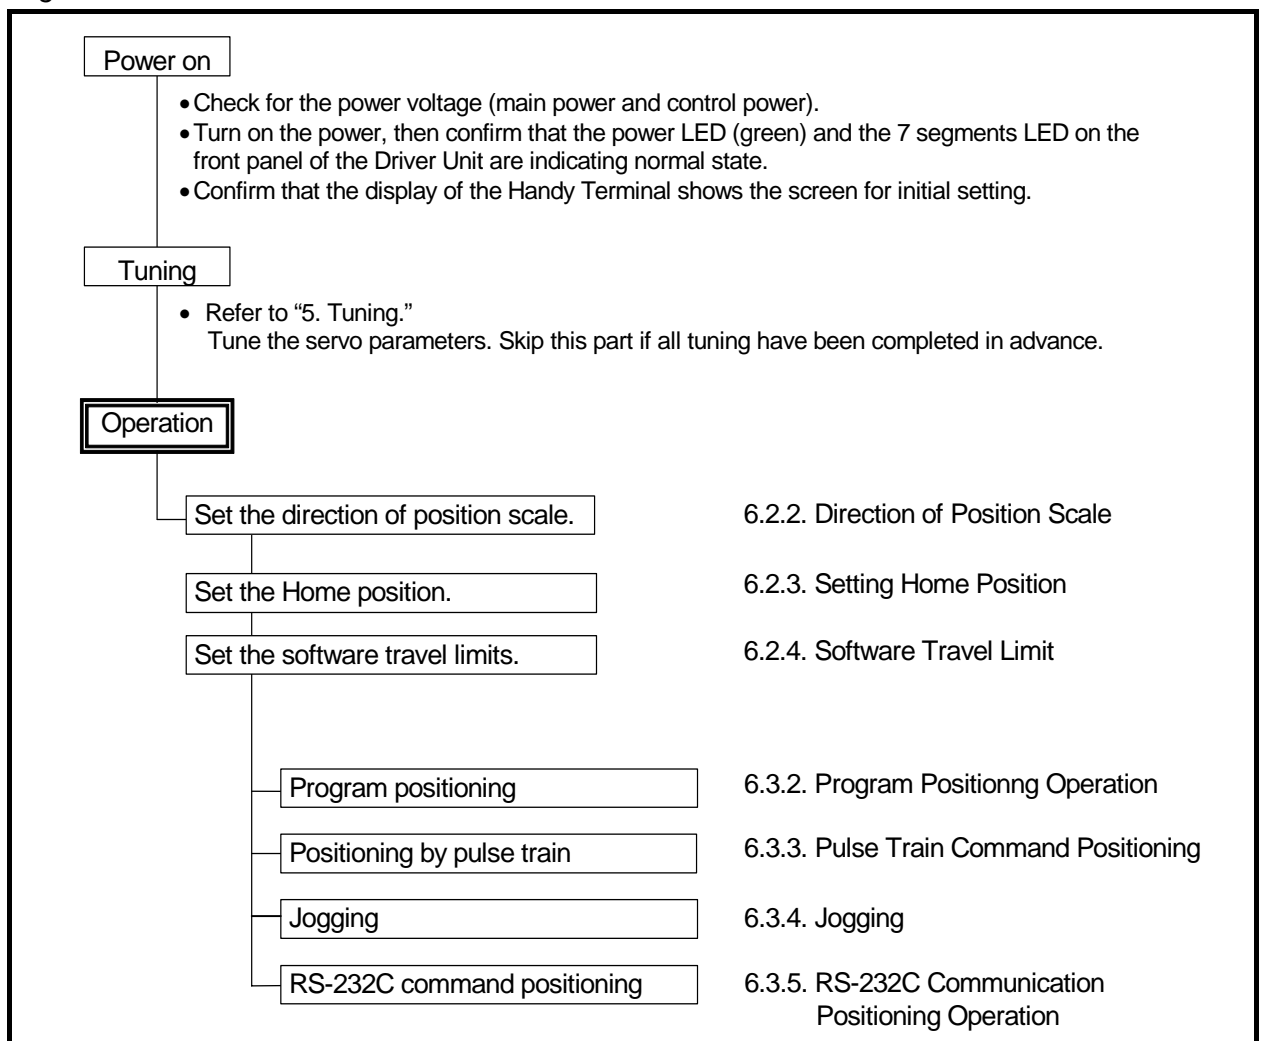 Power on
•Check for the power voltage (main power and control power).
•Turn on the power, then confirm that the power LED (green) and the 7 segments LED on the
front panel of the Driver Unit are indicating normal state.
•Confirm that the display of the Handy Terminal shows the screen for initial setting.
Tuning
• Refer to “5. Tuning.”
Tune the servo parameters. Skip this part if all tuning have been completed in advance.
Operation
Set the direction of position scale. 6.2.2. Direction of Position Scale
Set the Home position. 6.2.3. Setting Home Position
Set the software travel limits. 6.2.4. Software Travel Limit
Program positioning 6.3.2. Program Positionng Operation
Positioning by pulse train 6.3.3. Pulse Train Command Positioning
Jogging 6.3.4. Jogging
RS-232C command positioning 6.3.5. RS-232C Communication
Positioning Operation